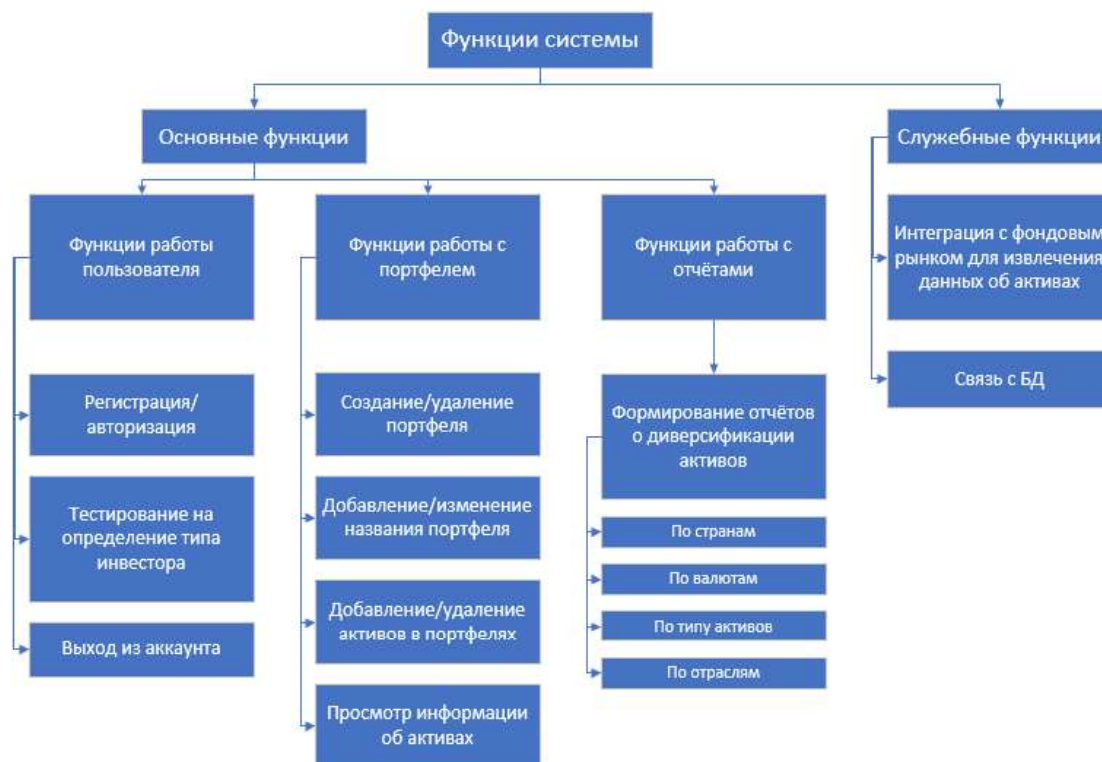 Функции системы
Основные функции
Служебные функции
Функции работы
пользователя
Функции работы с
портфелем
Функции работы с
отчётами
Интеграция с фондовым
рынком для извлечения
данных об активах
Регистрация/
авторизация
Тестирование на
определение типа
инвестора
Выход из аккаунта
Создание/удаление
портфеля
Добавление/изменение
названия портфеля
Добавление/удаление
активов в портфелях
Просмотр информации
об активах
Формирование отчётов
о диверсификации
активов
По странам
По валютам
По типу активов
По отраслям
Связь с БД